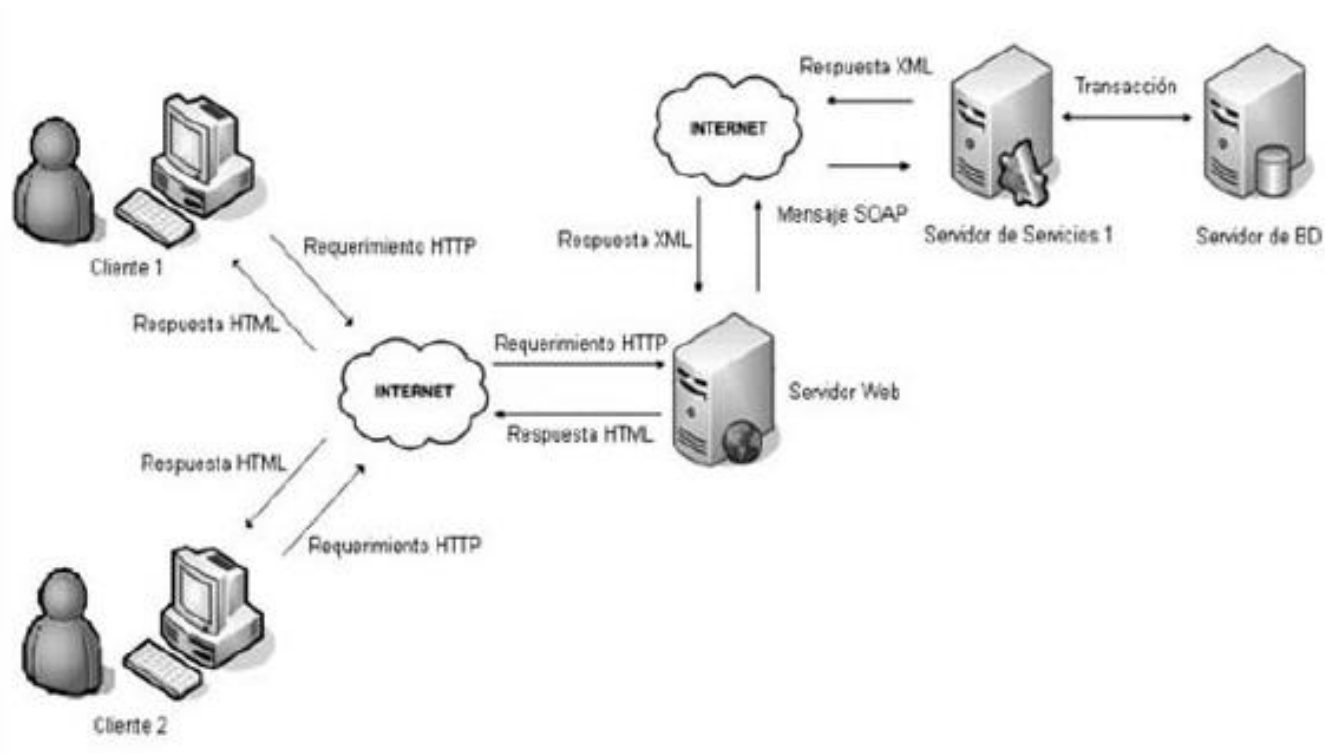 Respuesta XML
Transacción
INTERNET
Mensaje SOAP
Servidor de Servicios 1
Servidor de BD
Respuesta XML
Requerimiento HTTP
Cliente 1
Respuesta HTML
Requerimiento HTTP
INTERNET
Servidor Web
Respuesta HTML
Respuesta HTML
Requerimiento HTTP
Cliente 2